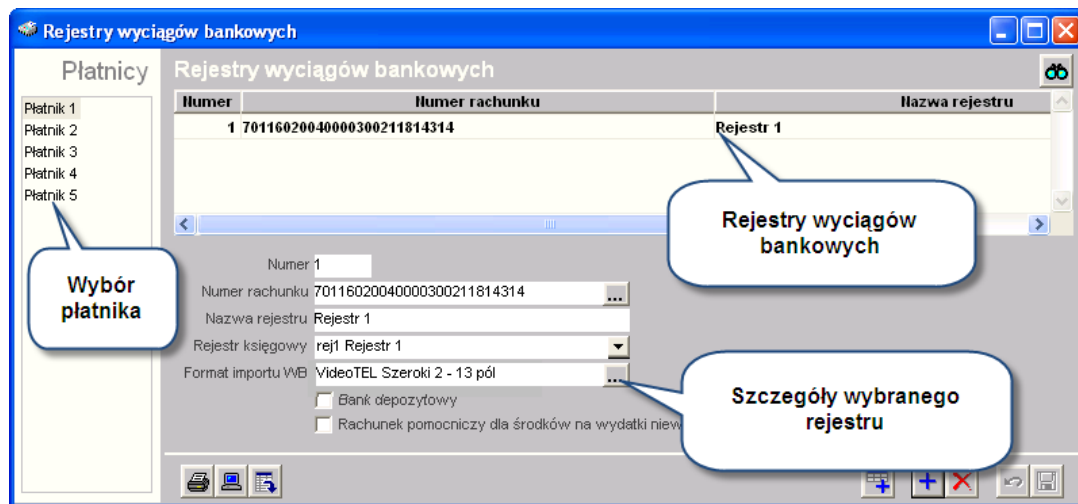 Rejestry wyciągów bankowych
Płatnicy
Rejestry wyciągów bankowych
Płatnik 1
Płatnik 2
Płatnik 3
Płatnik 4
Płatnik 5
Numer Numer rachunku Nazwa rejestru
1 70116020040000300211814314 Rejestr 1
Rejestry wyciągów
bankowych
Wybór
płatnika
Numer 1
Numer rachunku 70116020040000300211814314 ...
Nazwa rejestru Rejestr 1
Rejestr księgowy rej1 Rejestr 1
Format importu WB VideoTEL Szeroki 2 - 13 pól ...
Bank depozytowy
Rachunek pomocniczy dla środków na wydatki niew
Szczegóły wybranego
rejestru